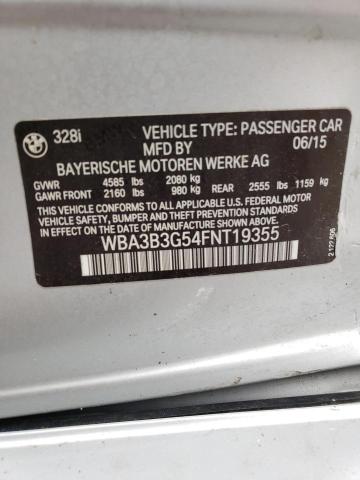 328i VEHICLE TYPE: PASSENGER CAR
MFD BY 06/15
BAYERISCHE MOTOREN WERKE AG
GVWR 4585 lbs 2080 kg
GAWR FRONT 2160 lbs 980 kg REAR 2555 lbs 1159 kg
THIS VEHICLE CONFORMS TO ALL APPLICABLE U.S. FEDERAL MOTOR
VEHICLE SAFETY, BUMPER, AND THEFT PREVENTION STANDARDS
IN EFFECT ON THE DATE OF MANUFACTURE SHOWN ABOVE.
WBA3B3G54FNT19355